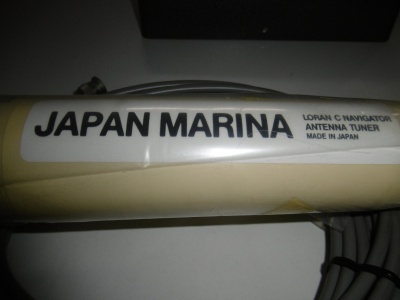 JAPAN MARINA
LORAN C NAVIGATOR
ANTENNA TUNER
MADE IN JAPAN